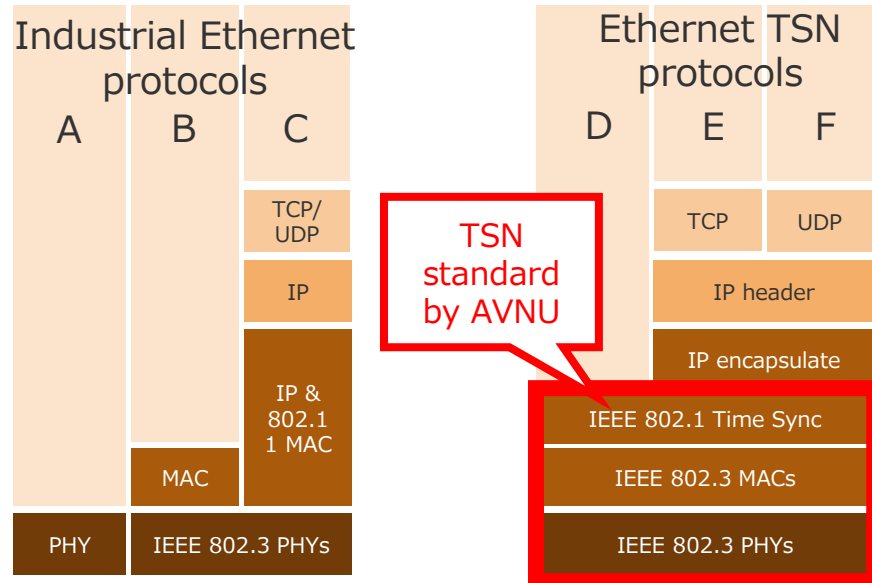 Industrial Ethernet
protocols
A
B
C
TCP/
UDP
IP
IP &
802.1
1 MAC
MAC
PHY
IEEE 802.3 PHYs
Ethernet TSN
protocols
D
E
F
TSN
standard
by AVNU
TCP
UDP
IP header
IP encapsulate
IEEE 802.1 Time Sync
IEEE 802.3 MACs
IEEE 802.3 PHYs